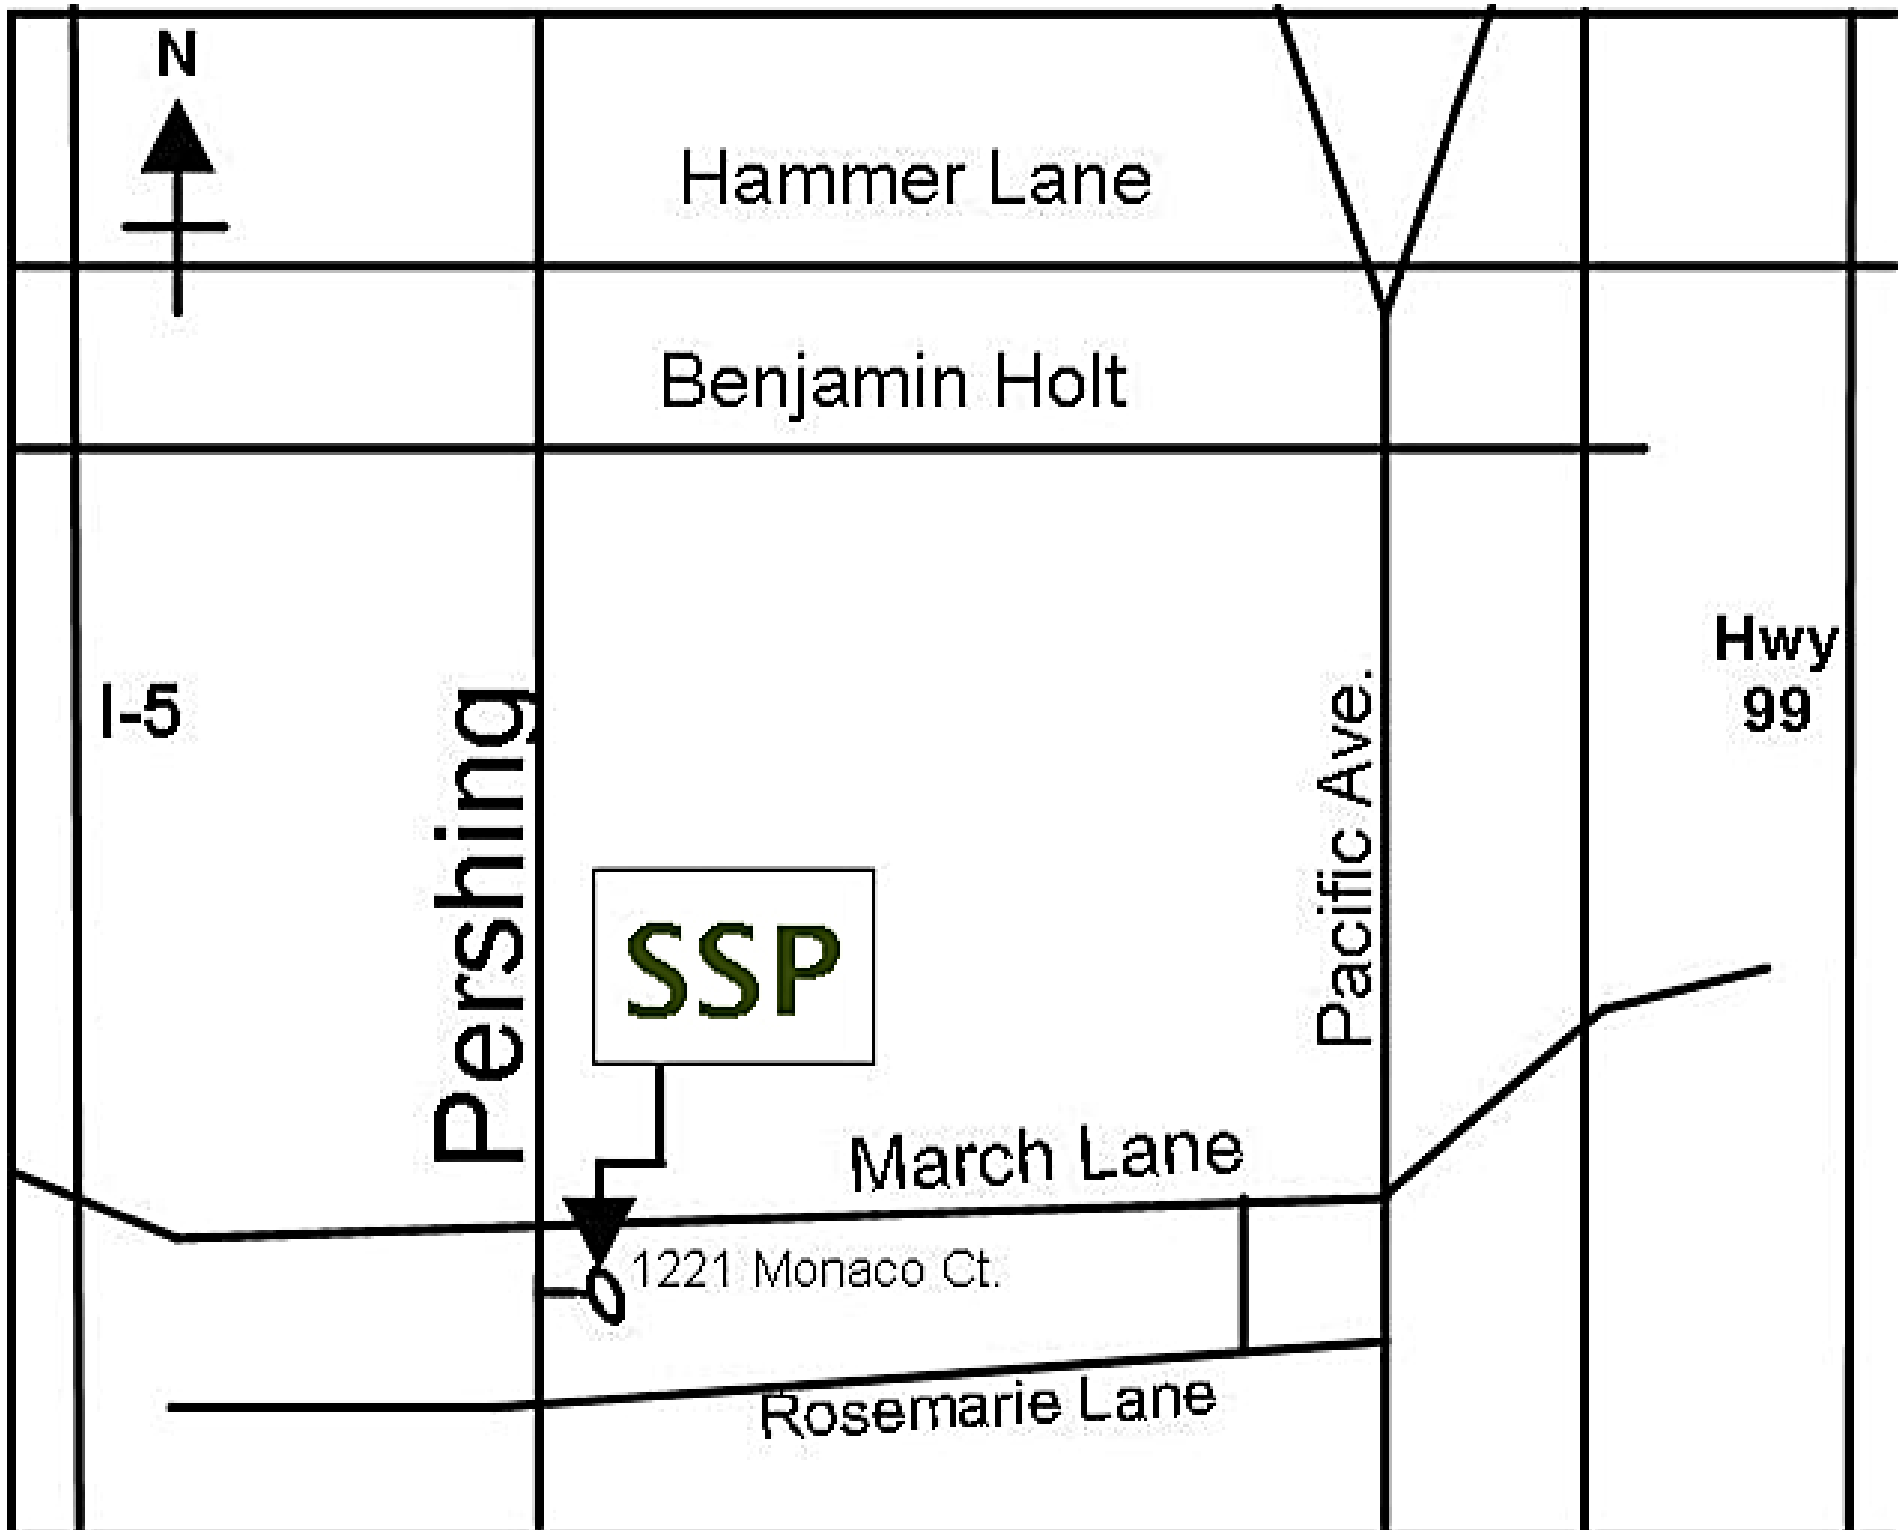 N
Hammer Lane
Benjamin Holt
Hwy
99
I-5
Pershing
Pacific Ave.
SSP
March Lane
1221 Monaco Ct.
Rosemarie Lane